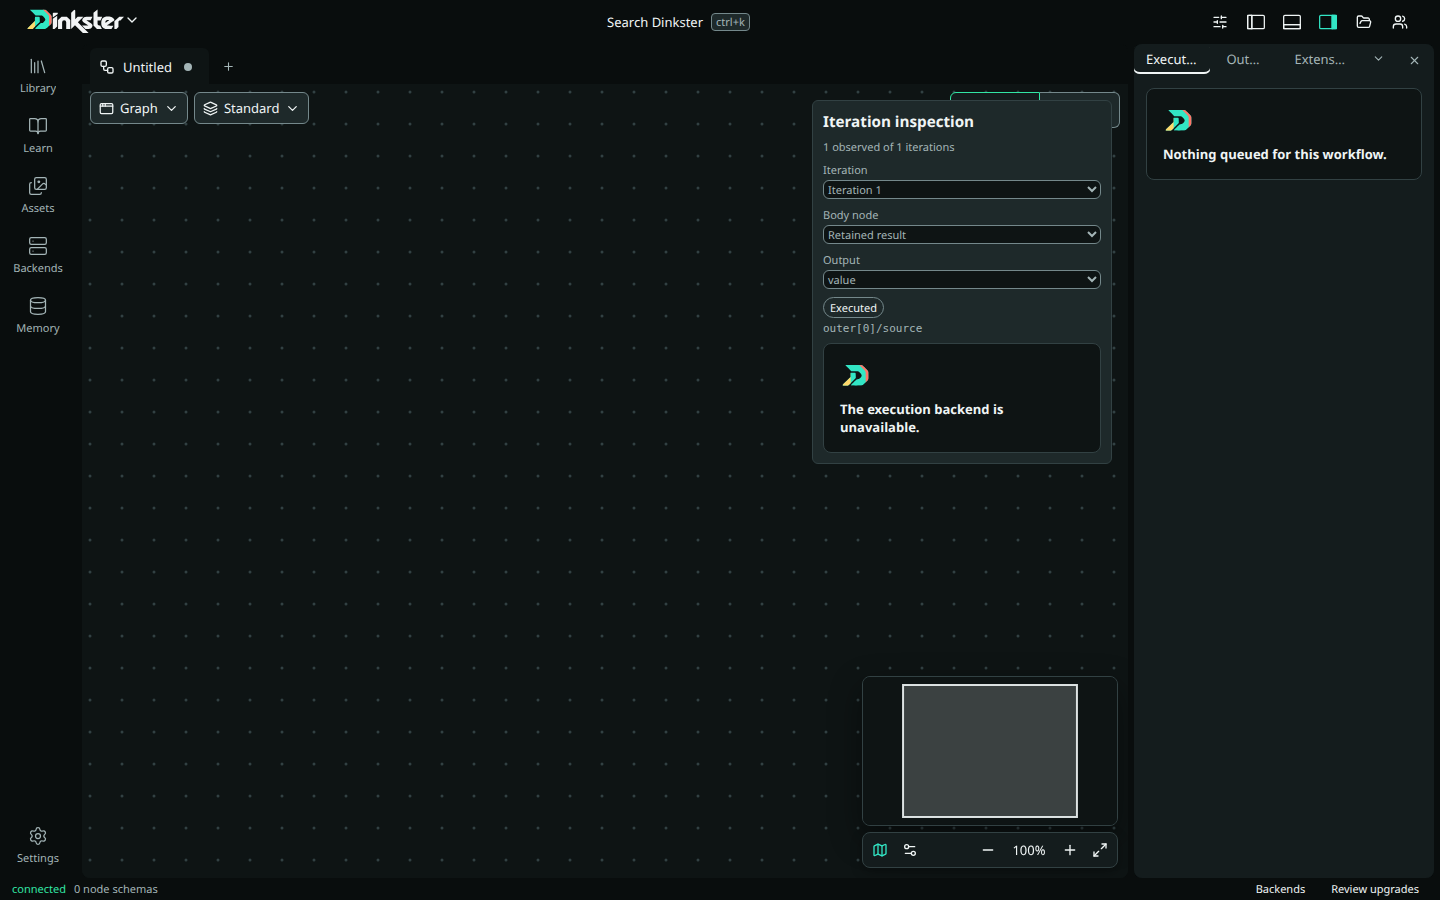 Dinkster
Search Dinkster ctrl+k
Library
Learn
Assets
Backends
Memory
Settings
Untitled
Graph
Standard
Iteration inspection
1 observed of 1 iterations
Iteration
Iteration 1
Body node
Retained result
Output
value
Executed
outer[0]/source
The execution backend is
unavailable.
100%
Execut...
Out...
Extens...
Nothing queued for this workflow.
connected 0 node schemas
Backends
Review upgrades